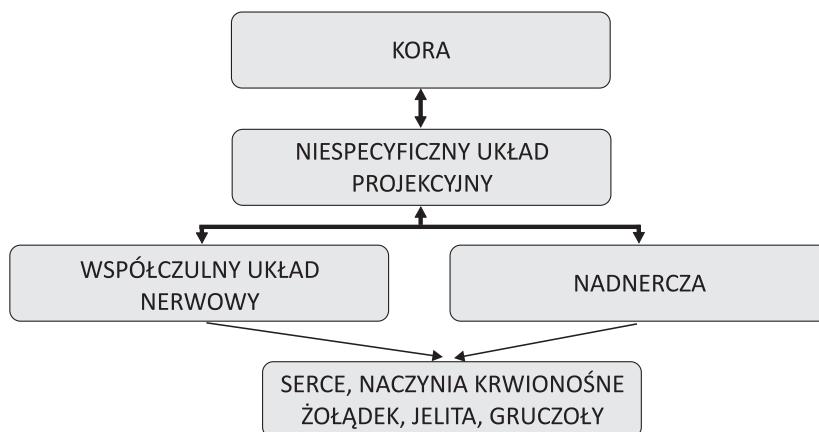 KORA
NIESPECYFICZNY UKŁAD
PROJEKCYJNY
WSPÓŁCZULNY UKŁAD
NERWOWY
NADNERCZA
SERCE, NACZYNIA KRWIONOŚNE
ŻOŁĄDEK, JELITA, GRUCZOŁY